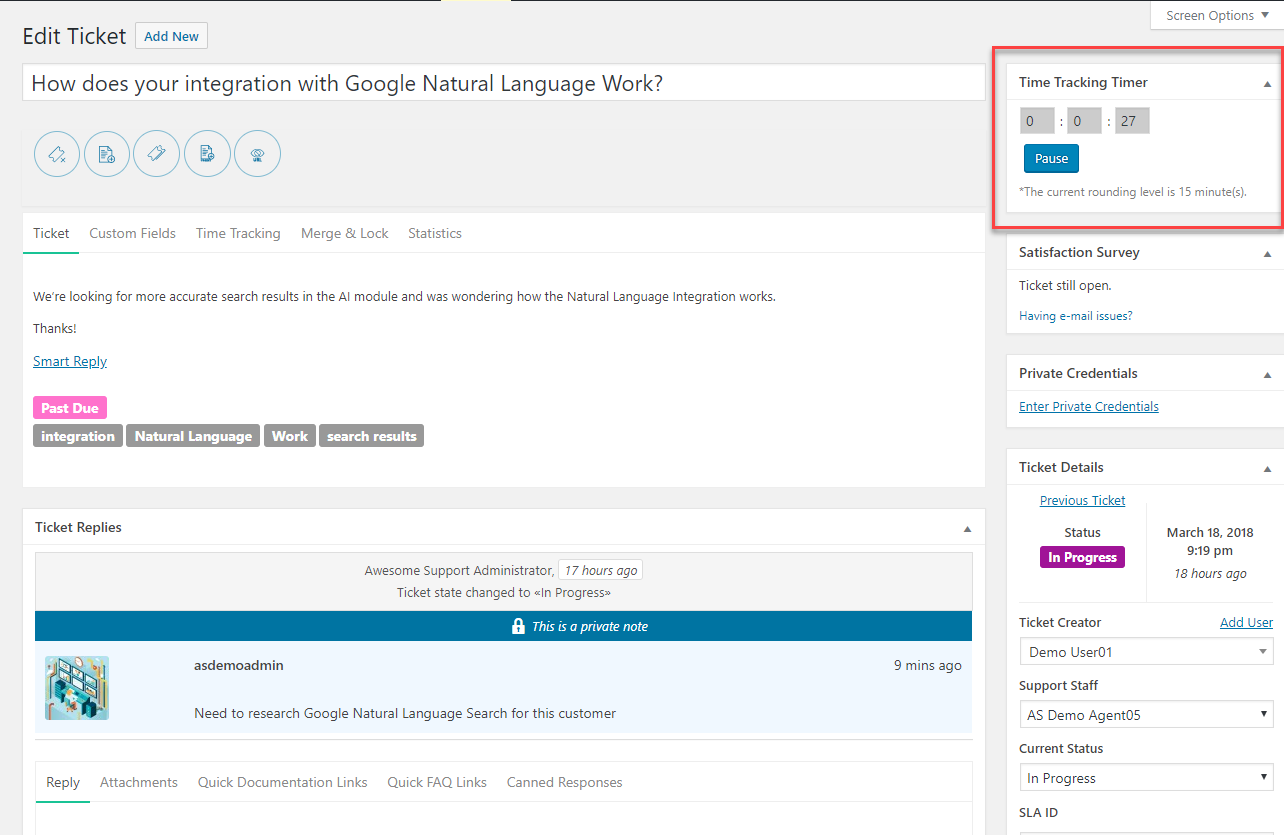 Screen Options
Edit Ticket Add New
How does your integration with Google Natural Language Work?
Ticket Custom Fields Time Tracking Merge & Lock Statistics
We're looking for more accurate search results in the AI module and was wondering how the Natural Language Integration works.
Thanks!
Smart Reply
Past Due
integration Natural Language Work search results
Ticket Replies
Awesome Support Administrator, 17 hours ago
Ticket state changed to «In Progress»
This is a private note
asdemoadmin 9 mins ago
Need to research Google Natural Language Search for this customer
Reply Attachments Quick Documentation Links Quick FAQ Links Canned Responses
Time Tracking Timer
0 : 0 : 27
Pause
*The current rounding level is 15 minute(s).
Satisfaction Survey
Ticket still open.
Having e-mail issues?
Private Credentials
Enter Private Credentials
Ticket Details
Previous Ticket
Status
In Progress
March 18, 2018
9:19 pm
18 hours ago
Ticket Creator Add User
Demo User01
Support Staff
AS Demo Agent05
Current Status
In Progress
SLA ID